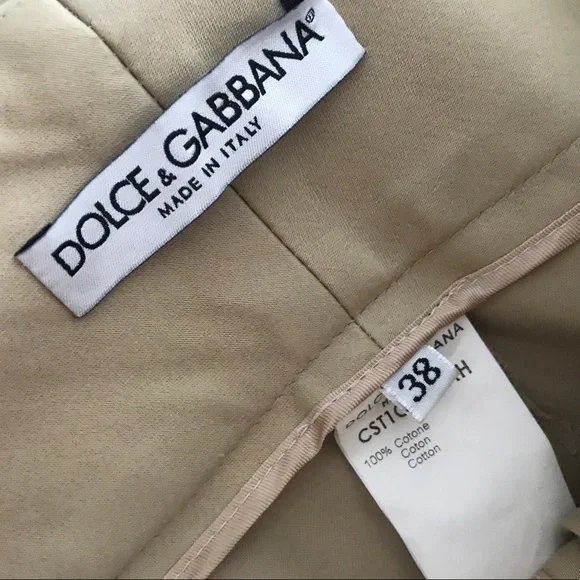 DOLCE & GABBANA®
MADE IN ITALY
38
100% Cotone
Coton
Cotton